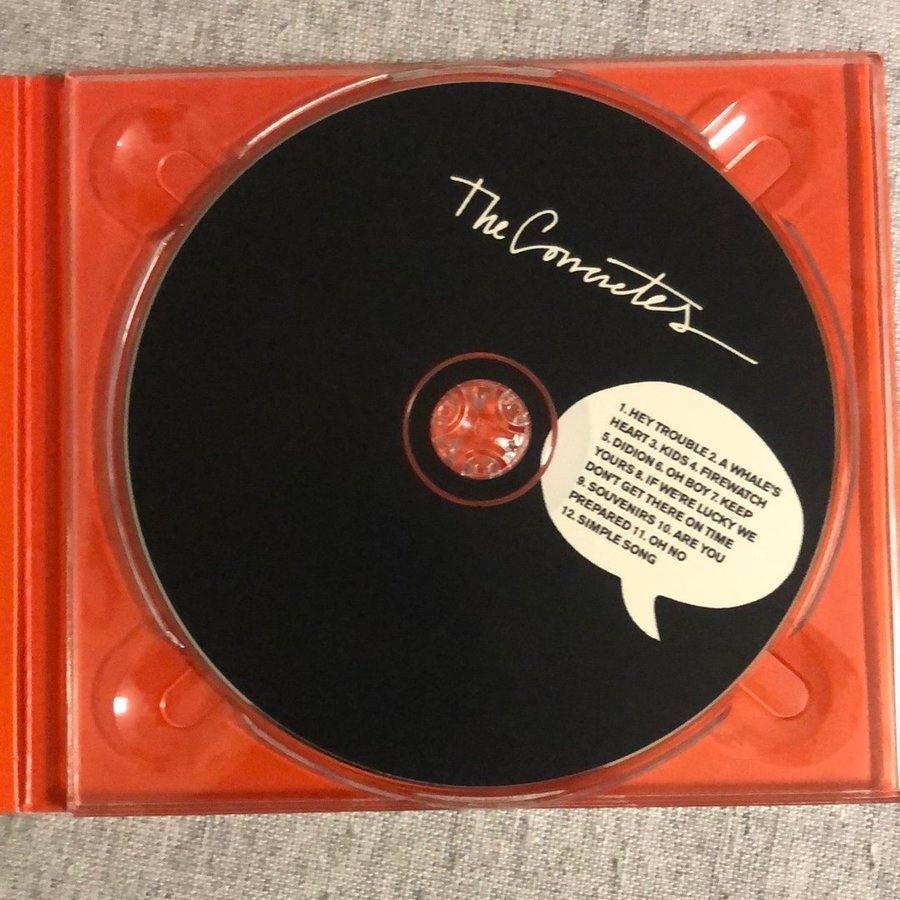 The Concretes
1. HEY TROUBLE 2. A WHALE'S
HEART 3. KIDS 4. FIREWATCH
5. DIDION 6. OH BOY 7. KEEP
YOURS 8. IF WE'RE LUCKY WE
DON'T GET THERE ON TIME
9. SOUVENIRS 10. ARE YOU
PREPARED 11. OH NO
12. SIMPLE SONG